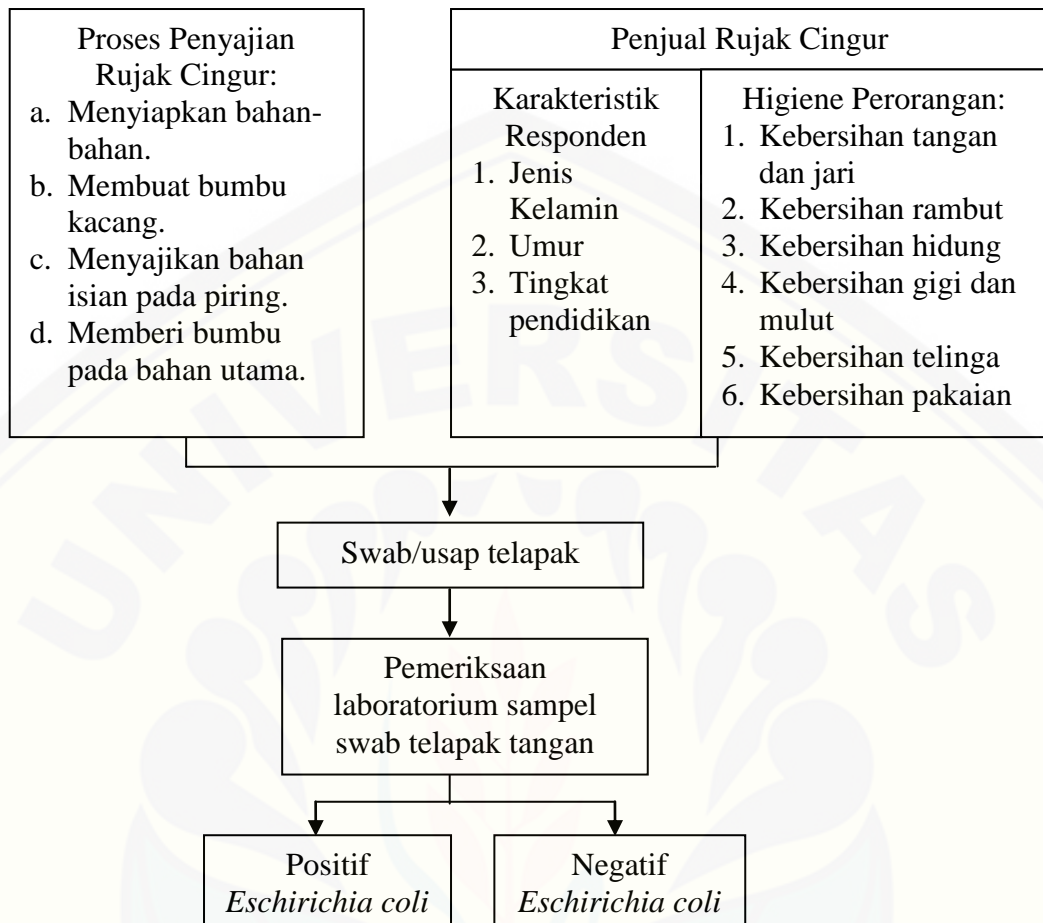 Proses Penyajian
Rujak Cingur:
a. Menyiapkan bahan-
bahan.
b. Membuat bumbu
kacang.
c. Menyajikan bahan
isian pada piring.
d. Memberi bumbu
pada bahan utama.
Penjual Rujak Cingur
Karakteristik
Responden
1. Jenis
Kelamin
2. Umur
3. Tingkat
pendidikan
Higiene Perorangan:
1. Kebersihan tangan
dan jari
2. Kebersihan rambut
3. Kebersihan hidung
4. Kebersihan gigi dan
mulut
5. Kebersihan telinga
6. Kebersihan pakaian
Swab/usap telapak
Pemeriksaan
laboratorium sampel
swab telapak tangan
Positif
Eschirichia coli
Negatif
Eschirichia coli
UNIVERSITAS